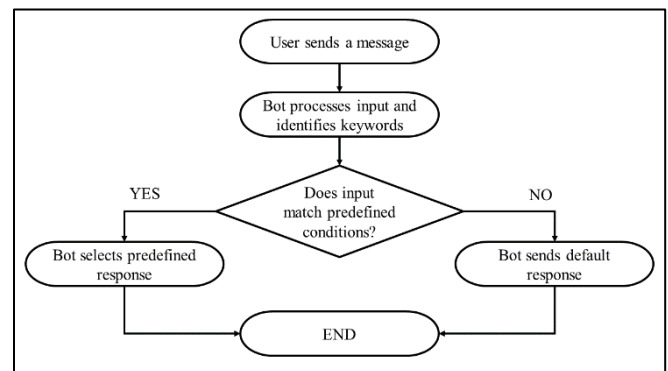 User sends a message
Bot processes input and
identifies keywords
Does input
match predefined
conditions?
YES
NO
Bot selects predefined
response
Bot sends default
response
END